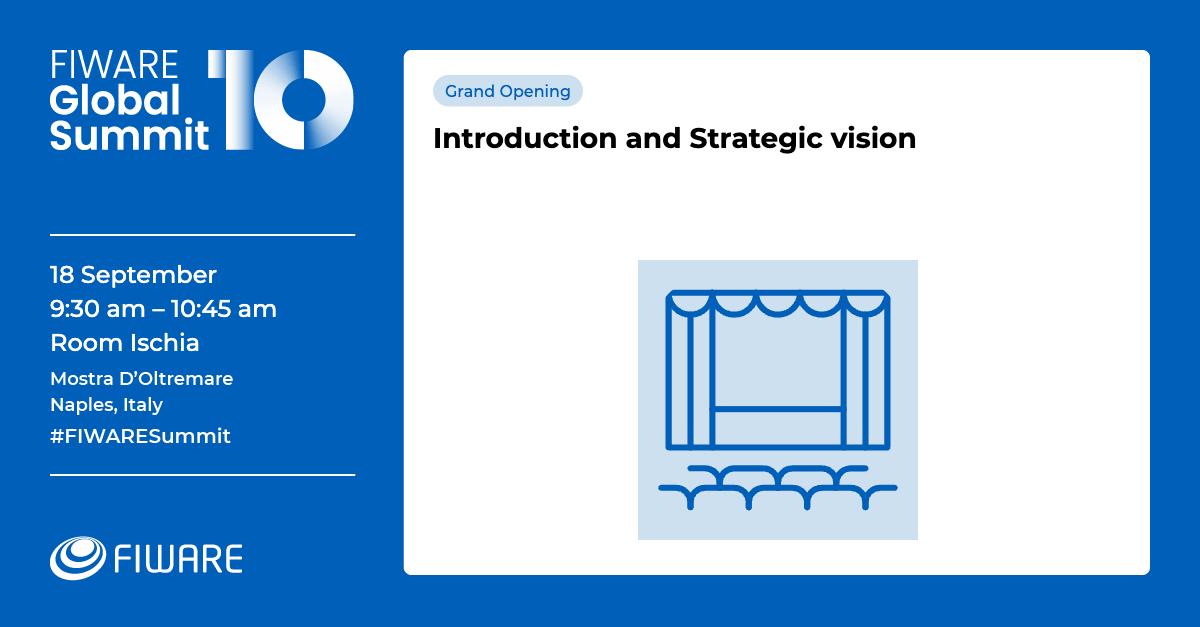 FIWARE
Global
Summit 10
18 September
9:30 am – 10:45 am
Room Ischia
Mostra D’Oltremare
Naples, Italy
#FIWARESummit
FIWARE
Grand Opening
Introduction and Strategic vision